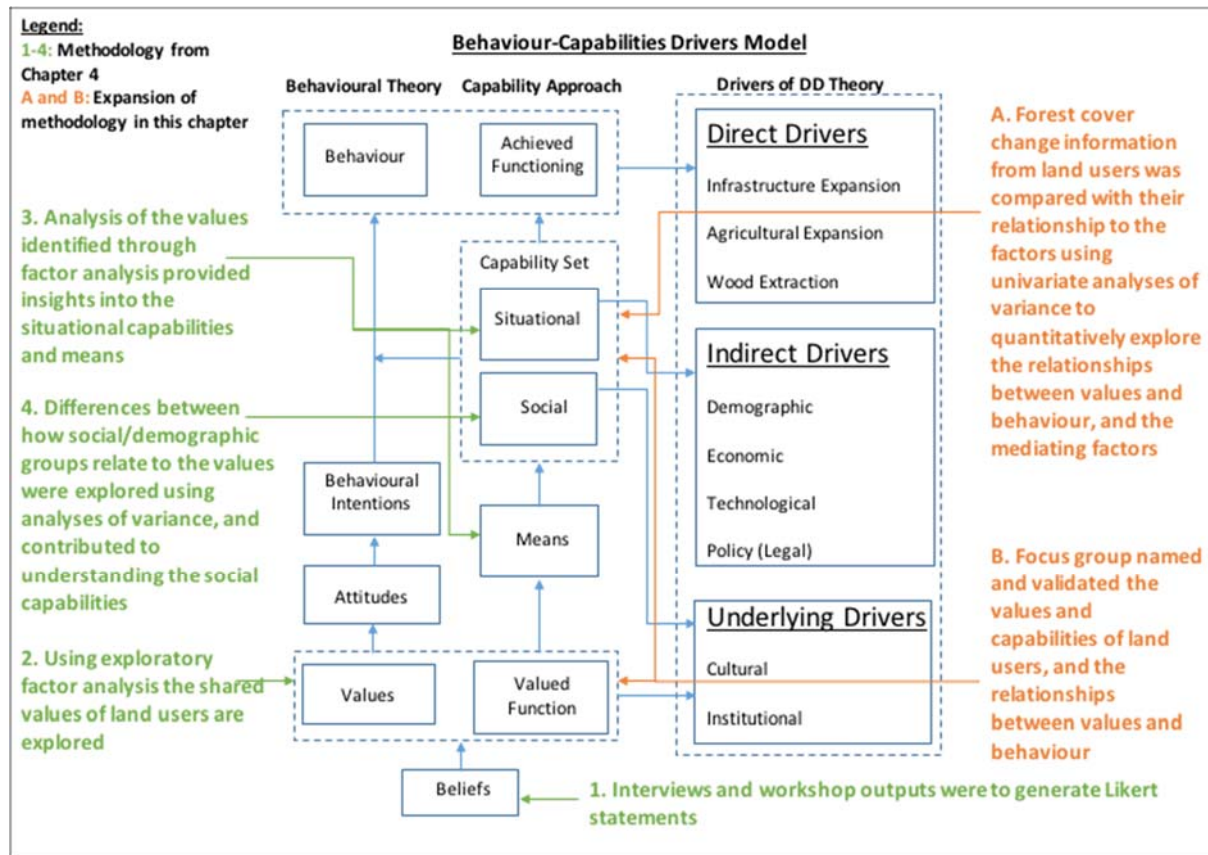 Legend:
1-4: Methodology from
Chapter 4
A and B: Expansion of
methodology in this chapter
Behaviour-Capabilities Drivers Model
Behavioural Theory
Capability Approach
Drivers of DD Theory
Behaviour
Achieved
Functioning
Capability Set
Situational
Social
Behavioural
Intentions
Means
Attitudes
Values
Valued
Function
Beliefs
Direct Drivers
Infrastructure Expansion
Agricultural Expansion
Wood Extraction
Indirect Drivers
Demographic
Economic
Technological
Policy (Legal)
Underlying Drivers
Cultural
Institutional
3. Analysis of the values
identified through
factor analysis provided
insights into the
situational capabilities
and means
4. Differences between
how social/demographic
groups relate to the values
were explored using
analyses of variance, and
contributed to
understanding the social
capabilities
2. Using exploratory
factor analysis the shared
values of land users are
explored
1. Interviews and workshop outputs were to generate Likert
statements
A. Forest cover
change information
from land users was
compared with their
relationship to the
factors using
univariate analyses of
variance to
quantitatively explore
the relationships
between values and
behaviour, and the
mediating factors
B. Focus group named
and validated the
values and
capabilities of land
users, and the
relationships
between values and
behaviour